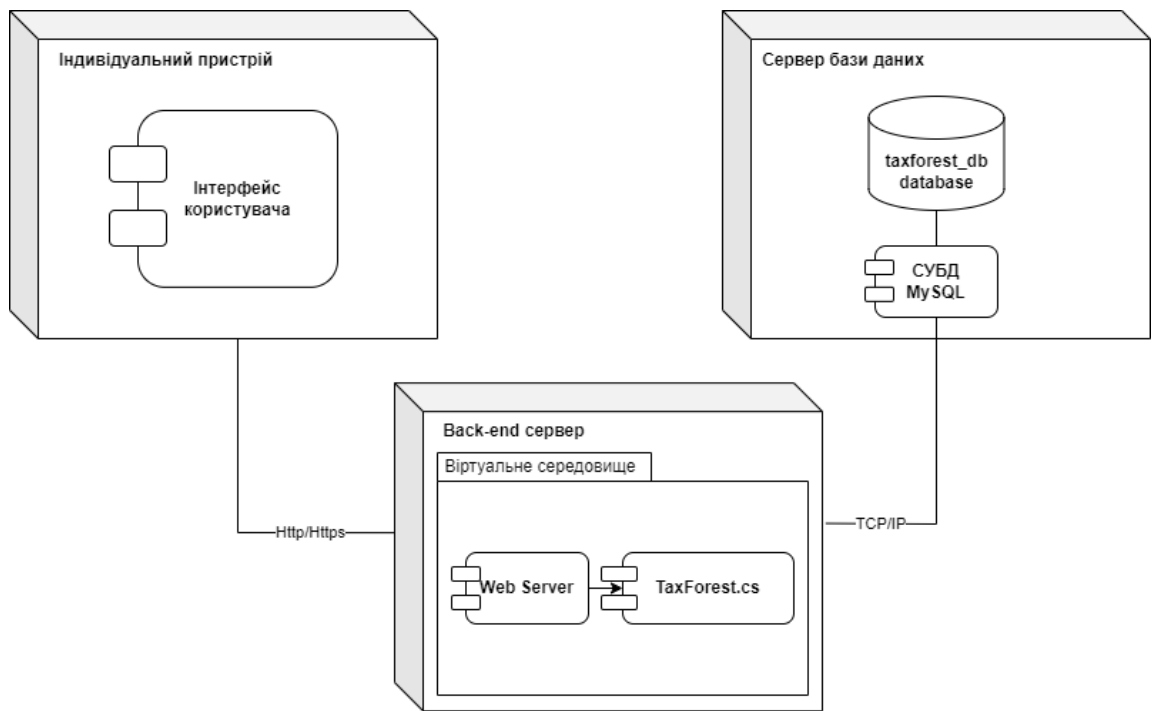 Індивідуальний пристрій
Інтерфейс
користувача
Сервер бази даних
taxforest_db
database
СУБД
MySQL
Back-end сервер
Віртуальне середовище
Http/Https
TCP/IP
Web Server
TaxForest.cs